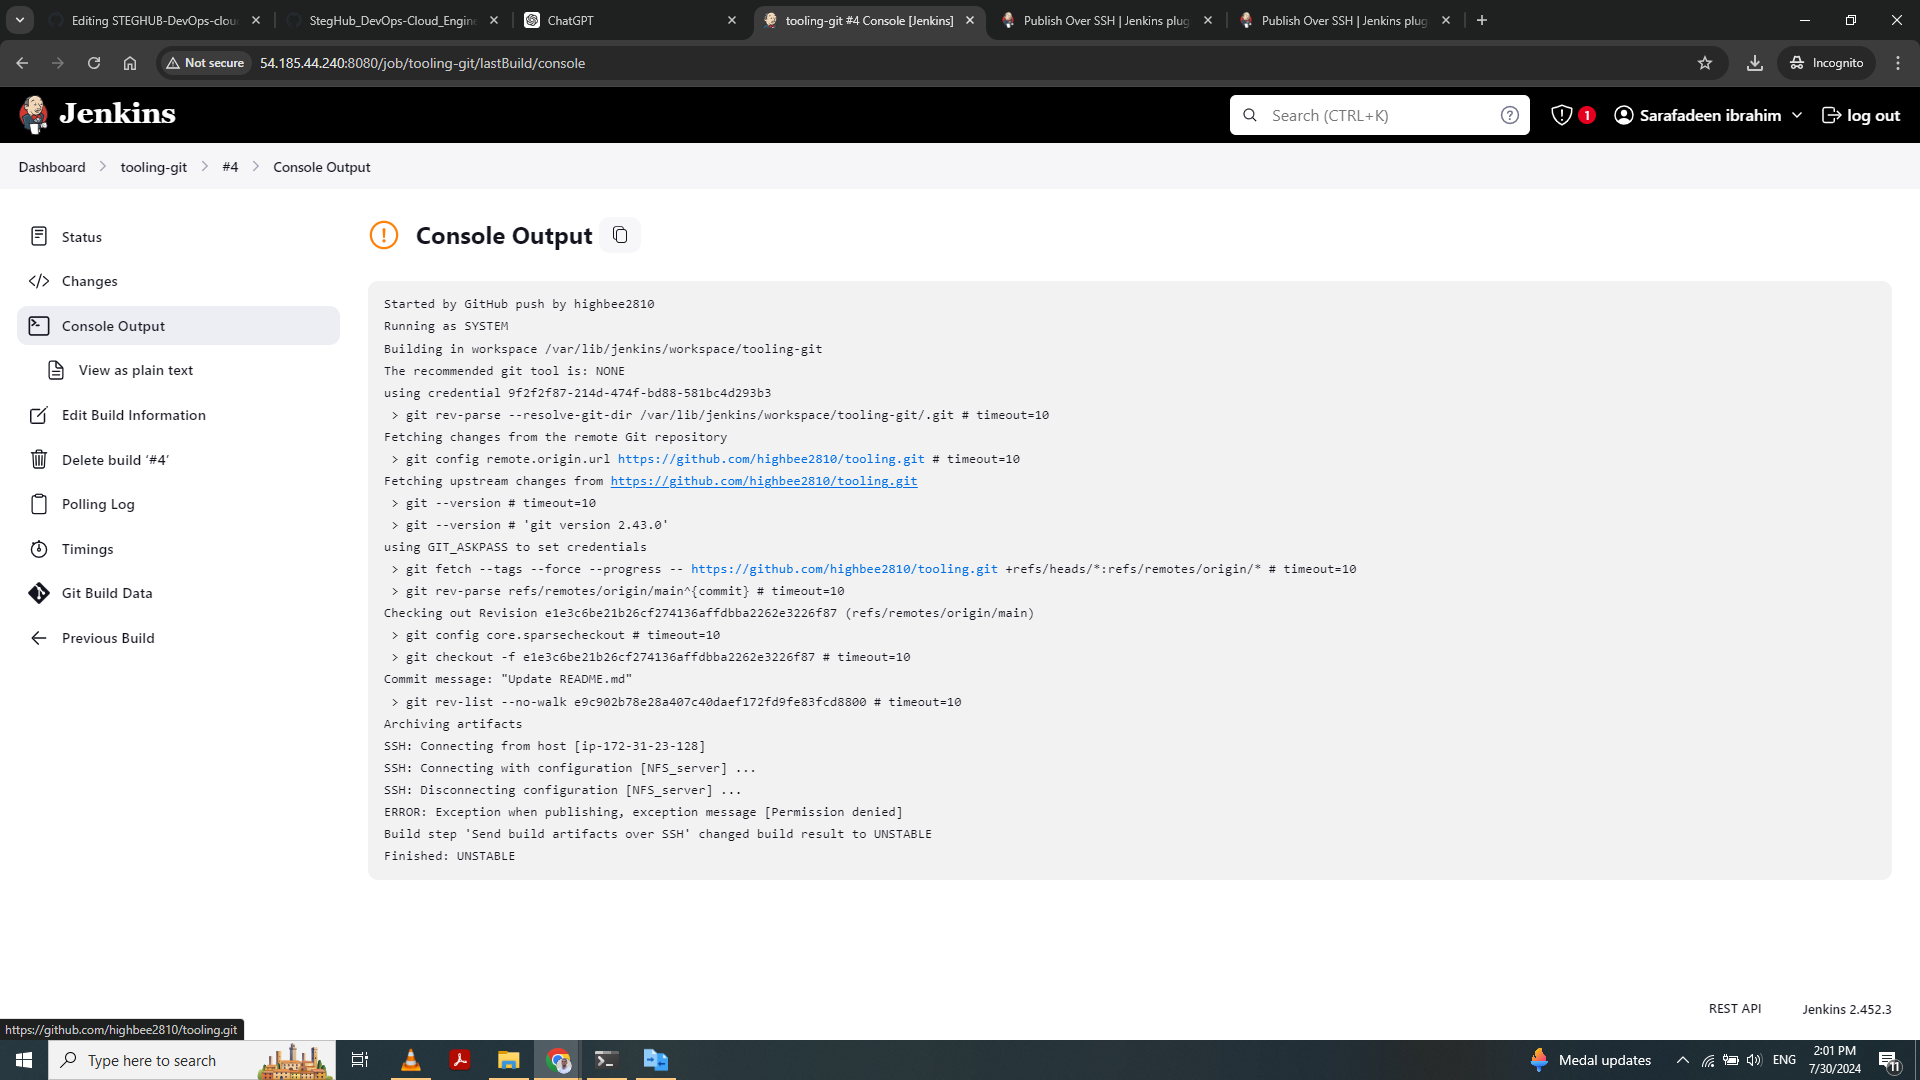 Editing STEGHUB-DevOps-clou
StegHub_DevOps-Cloud_Engine
ChatGPT
tooling-git #4 Console [Jenkins]
Publish Over SSH | Jenkins plug
Publish Over SSH | Jenkins plug
Not secure
54.185.44.240:8080/job/tooling-git/lastBuild/console
Incognito
Jenkins
Search (CTRL+K)
1
Sarafadeen ibrahim
log out
Dashboard
tooling-git
#4
Console Output
Status
Changes
Console Output
View as plain text
Edit Build Information
Delete build ‘#4’
Polling Log
Timings
Git Build Data
Previous Build
Console Output
Started by GitHub push by highbee2810
Running as SYSTEM
Building in workspace /var/lib/jenkins/workspace/tooling-git
The recommended git tool is: NONE
using credential 9f2f2f87-214d-474f-bd88-581bc4d293b3
> git rev-parse --resolve-git-dir /var/lib/jenkins/workspace/tooling-git/.git # timeout=10
Fetching changes from the remote Git repository
> git config remote.origin.url https://github.com/highbee2810/tooling.git # timeout=10
Fetching upstream changes from https://github.com/highbee2810/tooling.git
> git --version # timeout=10
> git --version # 'git version 2.43.0'
using GIT_ASKPASS to set credentials
> git fetch --tags --force --progress -- https://github.com/highbee2810/tooling.git +refs/heads/*:refs/remotes/origin/* # timeout=10
> git rev-parse refs/remotes/origin/main^{commit} # timeout=10
Checking out Revision e1e3c6be21b26cf274136affdbba2262e3226f87 (refs/remotes/origin/main)
> git config core.sparsecheckout # timeout=10
> git checkout -f e1e3c6be21b26cf274136affdbba2262e3226f87 # timeout=10
Commit message: "Update README.md"
> git rev-list --no-walk e9c902b78e28a407c40daef172fd9fe83fcd8800 # timeout=10
Archiving artifacts
SSH: Connecting from host [ip-172-31-23-128]
SSH: Connecting with configuration [NFS_server] ...
SSH: Disconnecting configuration [NFS_server] ...
ERROR: Exception when publishing, exception message [Permission denied]
Build step 'Send build artifacts over SSH' changed build result to UNSTABLE
Finished: UNSTABLE
REST API
Jenkins 2.452.3
https://github.com/highbee2810/tooling.git
Type here to search
Medal updates
ENG
2:01 PM
7/30/2024
11